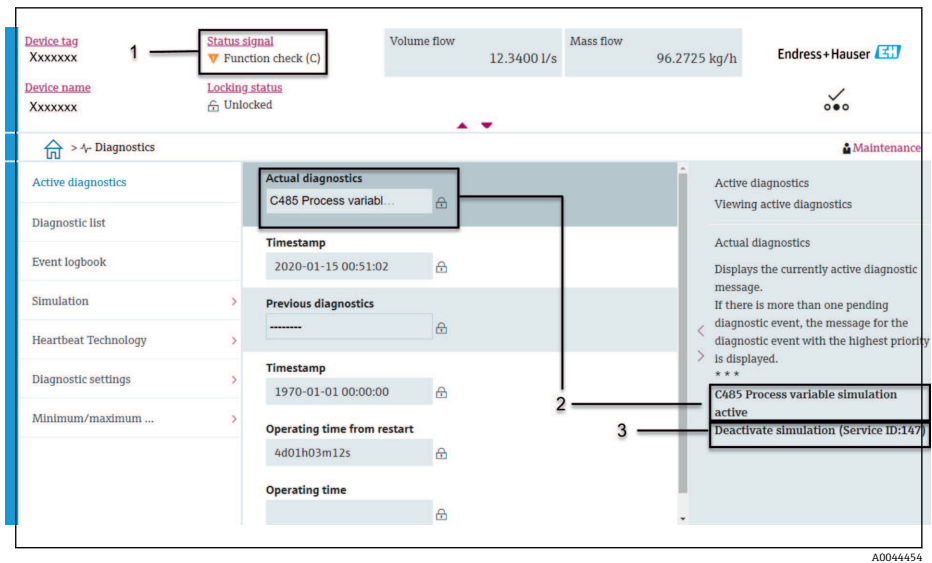 Device tag
Xxxxxxx
1
Status signal
Function check (C)
Volume flow
12.3400 l/s
Mass flow
96.2725 kg/h
Endress+Hauser EH
Device name
Xxxxxxx
Locking status
Unlocked
> Diagnostics
Maintenance
Active diagnostics
Diagnostic list
Event logbook
Simulation >
Heartbeat Technology >
Diagnostic settings >
Minimum/maximum ... >
Actual diagnostics
C485 Process variabl...
Timestamp
2020-01-15 00:51:02
Previous diagnostics
--------
Timestamp
1970-01-01 00:00:00
Operating time from restart
4d01h03m12s
Operating time
2
3
< 
>
Active diagnostics
Viewing active diagnostics
Actual diagnostics
Displays the currently active diagnostic
message.
If there is more than one pending
diagnostic event, the message for the
diagnostic event with the highest priority
is displayed.
* * *
C485 Process variable simulation
active
Deactivate simulation (Service ID:147)
A0044454